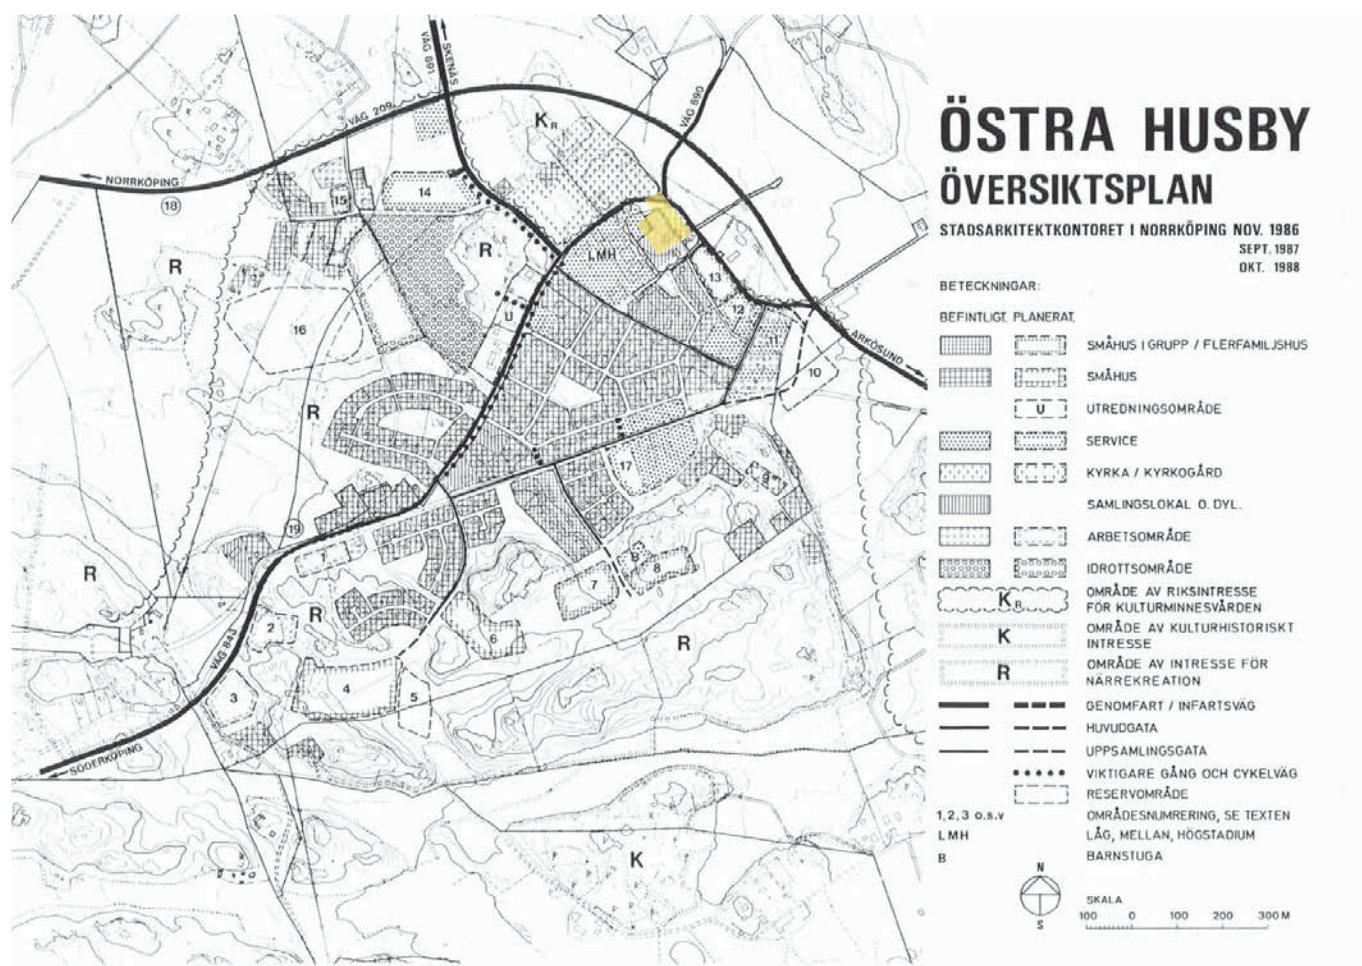 ÖSTRA HUSBY
ÖVERSIKTSPLAN
STADSARKITEKTKONTORET I NORRKÖPING NOV. 1986
SEPT. 1987
OKT. 1988
BETECKNINGAR:
BEFINTLIGT. PLANERAT.
SMÅHUS I GRUPP / FLERFAMILJSHUS
SMÅHUS
U UTREDNINGSOMRÅDE
SERVICE
KYRKA / KYRKOGÅRD
SAMLINGSLOKAL O. DYL.
ARBETSOMRÅDE
IDROTTSOMRÅDE
KR OMRÅDE AV RIKSINTRESSE
FÖR KULTURMINNESVÅRDEN
K OMRÅDE AV KULTURHISTORISKT
INTRESSE
R OMRÅDE AV INTRESSE FÖR
NÄRREKREATION
GENOMFART / INFARTSVÄG
HUVUDGATA
UPPSAMLINGSGATA
VIKTIGARE GÅNG OCH CYKELVÄG
RESERVOMRÅDE
1,2,3 o.s.v OMRÅDESNUMRERING, SE TEXTEN
LMH LÅG, MELLAN, HÖGSTADIUM
B BARNSTUGA
N
S
SKALA
100 0 100 200 300 M
VÄG 891
SKENÄS
VÄG 209
KR
VÄG 890
NORRKÖPING
18
15
14
R
R
LMH
13
12
11
10
ARKÖSUND
16
U
R
17
9
19
1
B
8
7
R
R
2
6
R
VÄG 843
3
4
5
SÖDERKÖPING
K